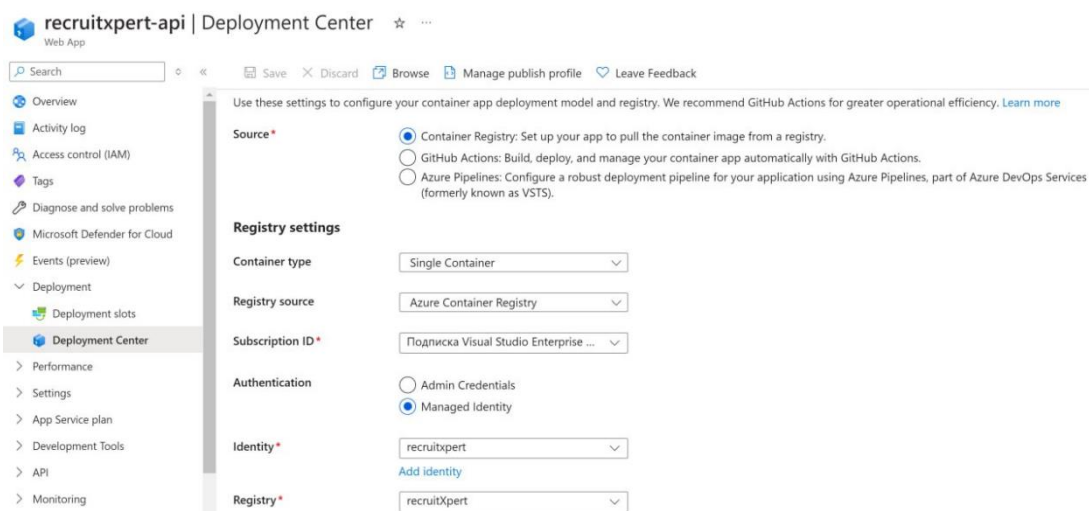 recruitxpert-api | Deployment Center ☆ ...
Web App
Search
Save Discard Browse Manage publish profile Leave Feedback
Overview
Activity log
Access control (IAM)
Tags
Diagnose and solve problems
Microsoft Defender for Cloud
Events (preview)
Deployment
Deployment slots
Deployment Center
Performance
Settings
App Service plan
Development Tools
API
Monitoring
Use these settings to configure your container app deployment model and registry. We recommend GitHub Actions for greater operational efficiency. Learn more
Source*
Container Registry: Set up your app to pull the container image from a registry.
GitHub Actions: Build, deploy, and manage your container app automatically with GitHub Actions.
Azure Pipelines: Configure a robust deployment pipeline for your application using Azure Pipelines, part of Azure DevOps Services
(formerly known as VSTS).
Registry settings
Container type Single Container
Registry source Azure Container Registry
Subscription ID* Подписка Visual Studio Enterprise ...
Authentication Admin Credentials
Managed Identity
Identity* recruitxpert
Add identity
Registry* recruitXpert